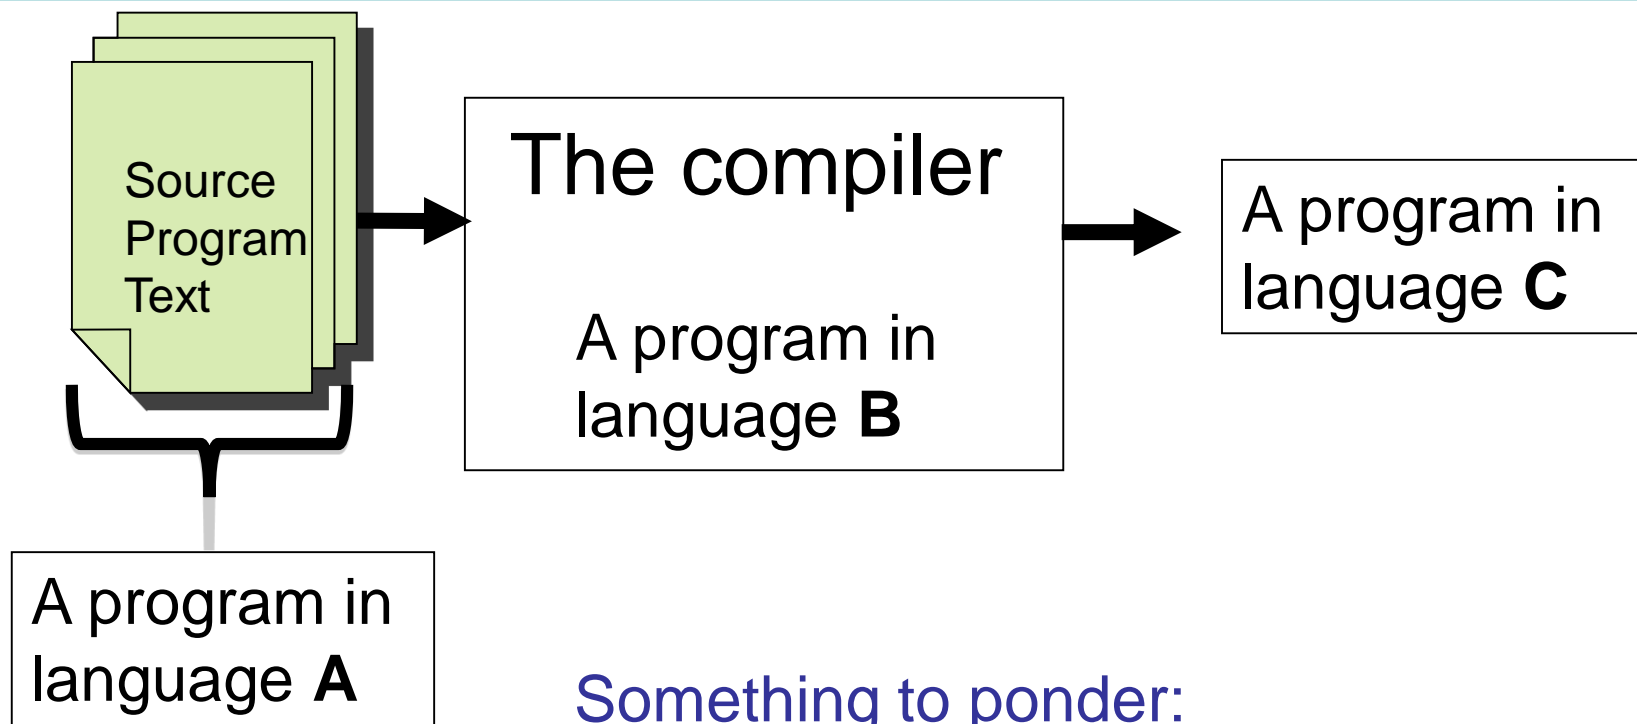 Source
Program
Text
The compiler
A program in
language B
A program in
language C
A program in
language A
Something to ponder: